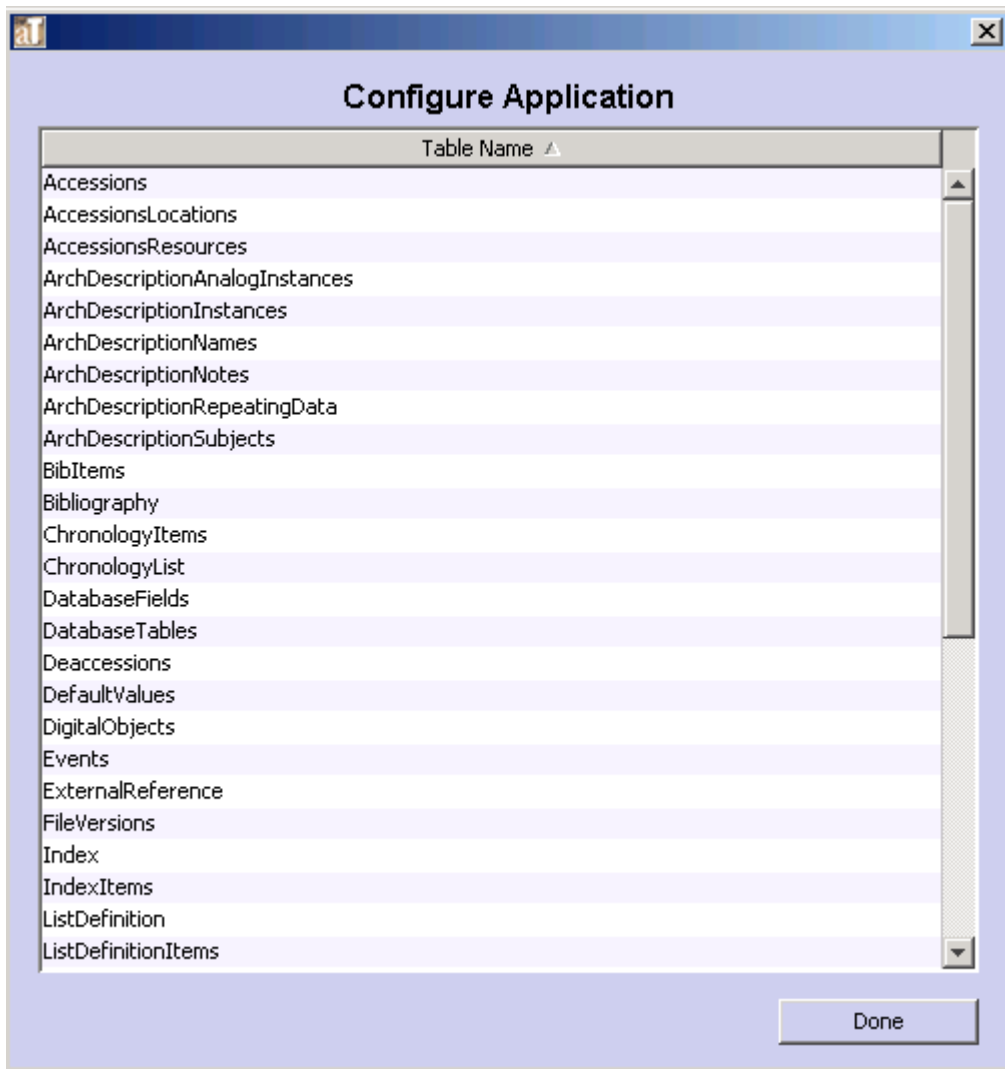 aT
Configure Application
Table Name
Accessions
AccessionsLocations
AccessionsResources
ArchDescriptionAnalogInstances
ArchDescriptionInstances
ArchDescriptionNames
ArchDescriptionNotes
ArchDescriptionRepeatingData
ArchDescriptionSubjects
BibItems
Bibliography
ChronologyItems
ChronologyList
DatabaseFields
DatabaseTables
Deaccessions
DefaultValues
DigitalObjects
Events
ExternalReference
FileVersions
Index
IndexItems
ListDefinition
ListDefinitionItems
Done